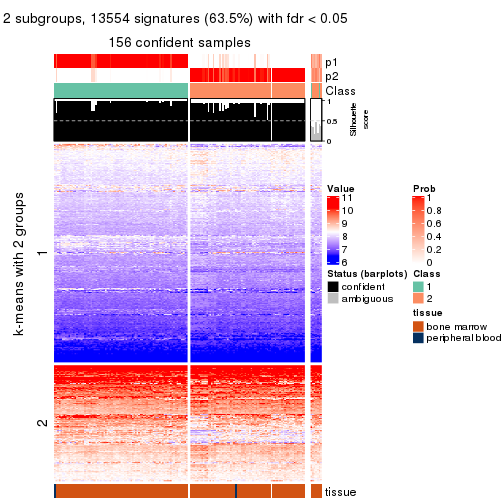 2 subgroups, 13554 signatures (63.5%) with fdr < 0.05
156 confident samples
p1
p2
Class
1
0.5
0
Silhouette
score
k-means with 2 groups
1
2
tissue
Value
11
10
9
8
7
6
Prob
1
0.8
0.6
0.4
0.2
0
Status (barplots)
confident
ambiguous
Class
1
2
tissue
bone marrow
peripheral blood